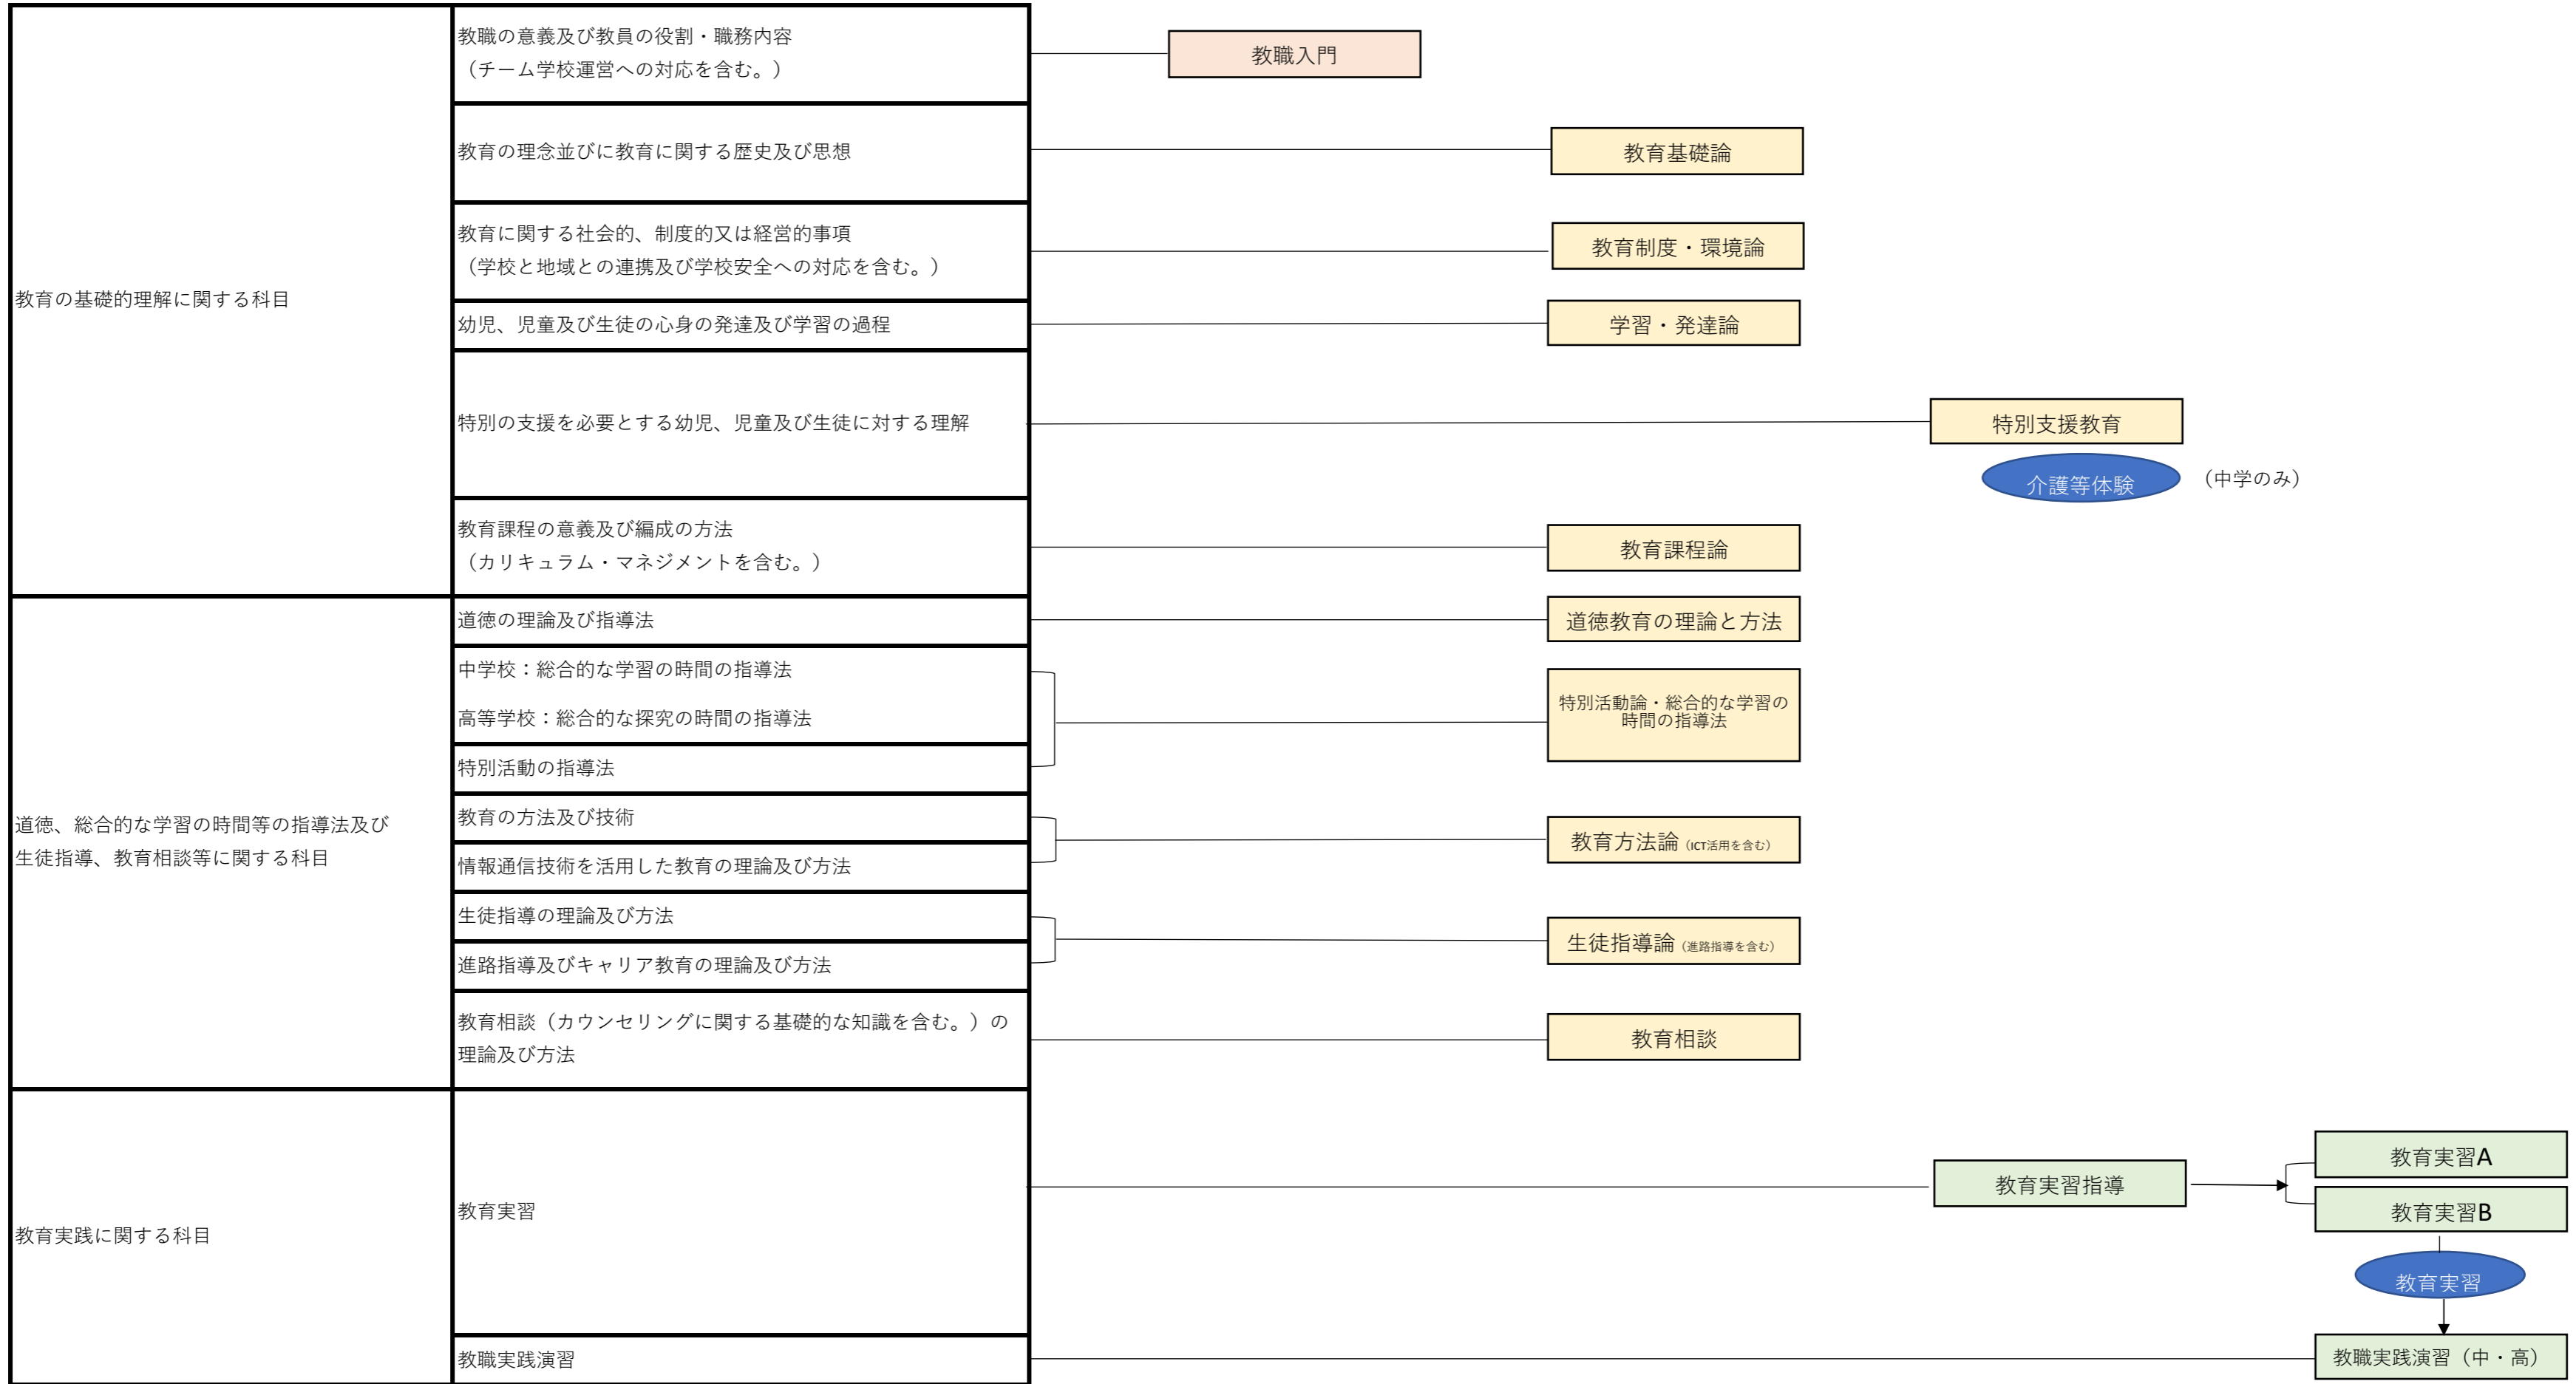 教職の意義及び教員の役割・職務内容
（チーム学校運営への対応を含む。）
教職入門
教育の理念並びに教育に関する歴史及び思想
教育基礎論
教育に関する社会的、制度的又は経営的事項
（学校と地域との連携及び学校安全への対応を含む。）
教育制度・環境論
教育の基礎的理解に関する科目
幼児、児童及び生徒の心身の発達及び学習の過程
学習・発達論
特別の支援を必要とする幼児、児童及び生徒に対する理解
特別支援教育
介護等体験
（中学のみ）
教育課程の意義及び編成の方法
（カリキュラム・マネジメントを含む。）
教育課程論
道徳の理論及び指導法
道徳教育の理論と方法
中学校：総合的な学習の時間の指導法
高等学校：総合的な探究の時間の指導法
特別活動論・総合的な学習の
時間の指導法
特別活動の指導法
道徳、総合的な学習の時間等の指導法及び
生徒指導、教育相談等に関する科目
教育の方法及び技術
情報通信技術を活用した教育の理論及び方法
教育方法論（ICT活用を含む）
生徒指導の理論及び方法
進路指導及びキャリア教育の理論及び方法
生徒指導論（進路指導を含む）
教育相談（カウンセリングに関する基礎的な知識を含む。）の
理論及び方法
教育相談
教育実践に関する科目
教育実習
教育実習指導
教育実習A
教育実習B
教育実習
教職実践演習
教職実践演習（中・高）